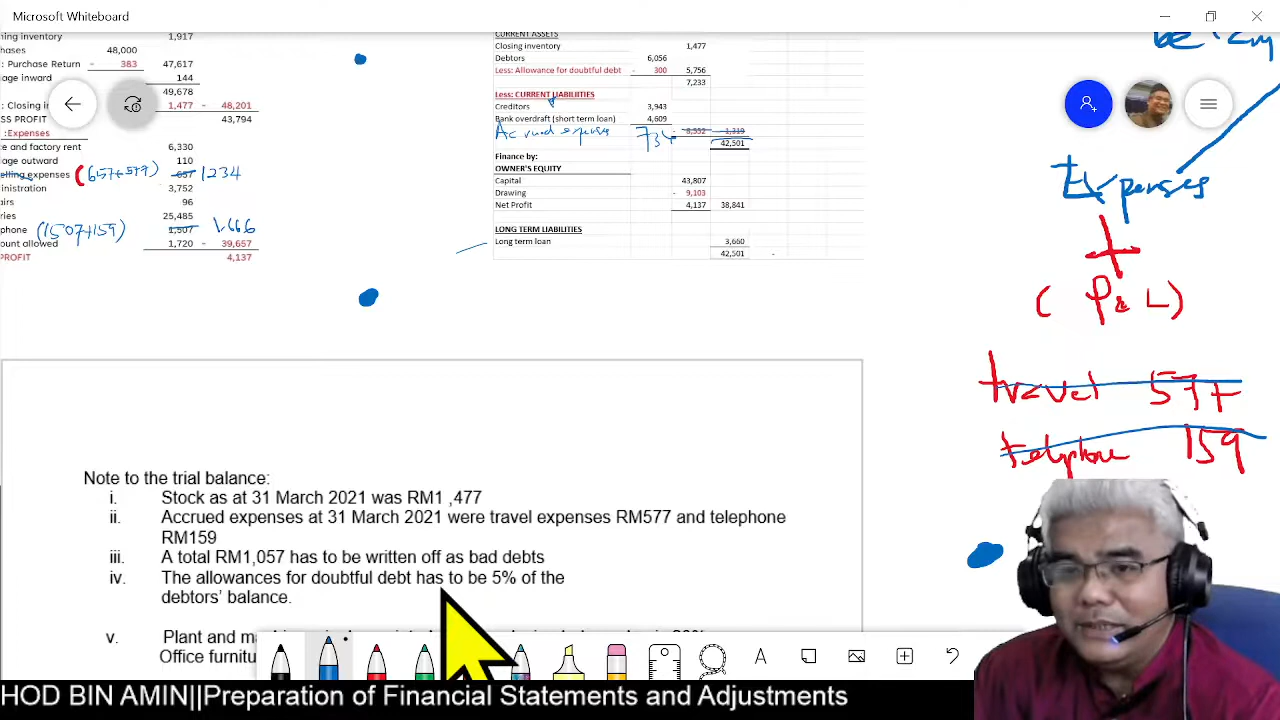 Microsoft Whiteboard
ning inventory 1,917
hases 48,000
: Purchase Return - 383 47,617
age inward 144
49,678
: Closing in 1,477 - 48,201
SS PROFIT 43,794
:Expenses
ce and factory rent 6,330
age outward 110
elling expenses (657+577) 657 1234
ministration 3,752
airs 96
ries 25,485
phone (1507+159) 1,507 1,666
ount allowed 1,720 - 39,657
PROFIT 4,137
CURRENT ASSETS
Closing inventory 1,477
Debtors 6,056
Less: Allowance for doubtful debt - 300 5,756
7,233
Less: CURRENT LIABILITIES
Creditors 3,943
Bank overdraft (short term loan) 4,609
Accrued expenses 734 - 8,552 - 1,319
42,501
Finance by:
OWNER'S EQUITY
Capital 43,807
Drawing - 9,103
Net Profit 4,137 38,841
LONG TERM LIABILITIES
Long term loan 3,660
42,501 -
Expenses
+
( P & L )
travel 577
telephone 159
Note to the trial balance:
i. Stock as at 31 March 2021 was RM1 ,477
ii. Accrued expenses at 31 March 2021 were travel expenses RM577 and telephone
RM159
iii. A total RM1,057 has to be written off as bad debts
iv. The allowances for doubtful debt has to be 5% of the
debtors' balance.
v. Plant and
Office furnitu
HOD BIN AMIN||Preparation of Financial Statements and Adjustments